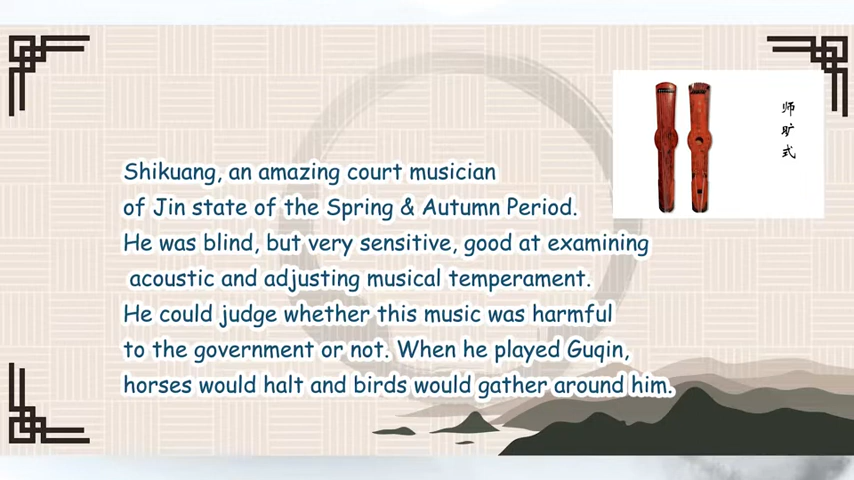 Shikuang, an amazing court musician
of Jin state of the Spring & Autumn Period.
He was blind, but very sensitive, good at examining
acoustic and adjusting musical temperament.
He could judge whether this music was harmful
to the government or not. When he played Guqin,
horses would halt and birds would gather around him.
师旷式